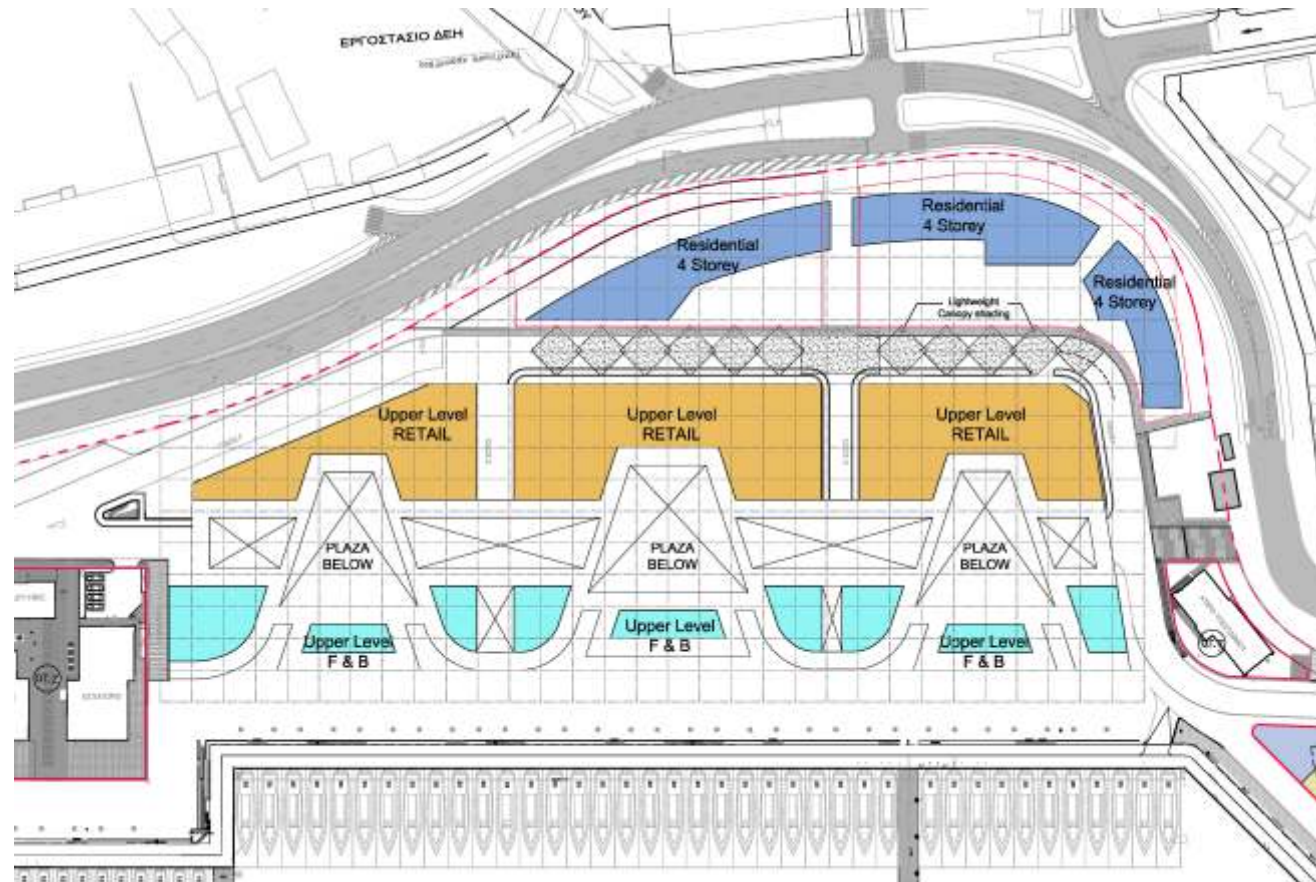 ΕΡΓΟΣΤΑΣΙΟ ΔΕΗ
Residential
4 Storey
Residential
4 Storey
Residential
4 Storey
Lightweight
Canopy shading
Upper Level
RETAIL
Upper Level
RETAIL
Upper Level
RETAIL
PLAZA
BELOW
PLAZA
BELOW
PLAZA
BELOW
Upper Level
F & B
Upper Level
F & B
Upper Level
F & B